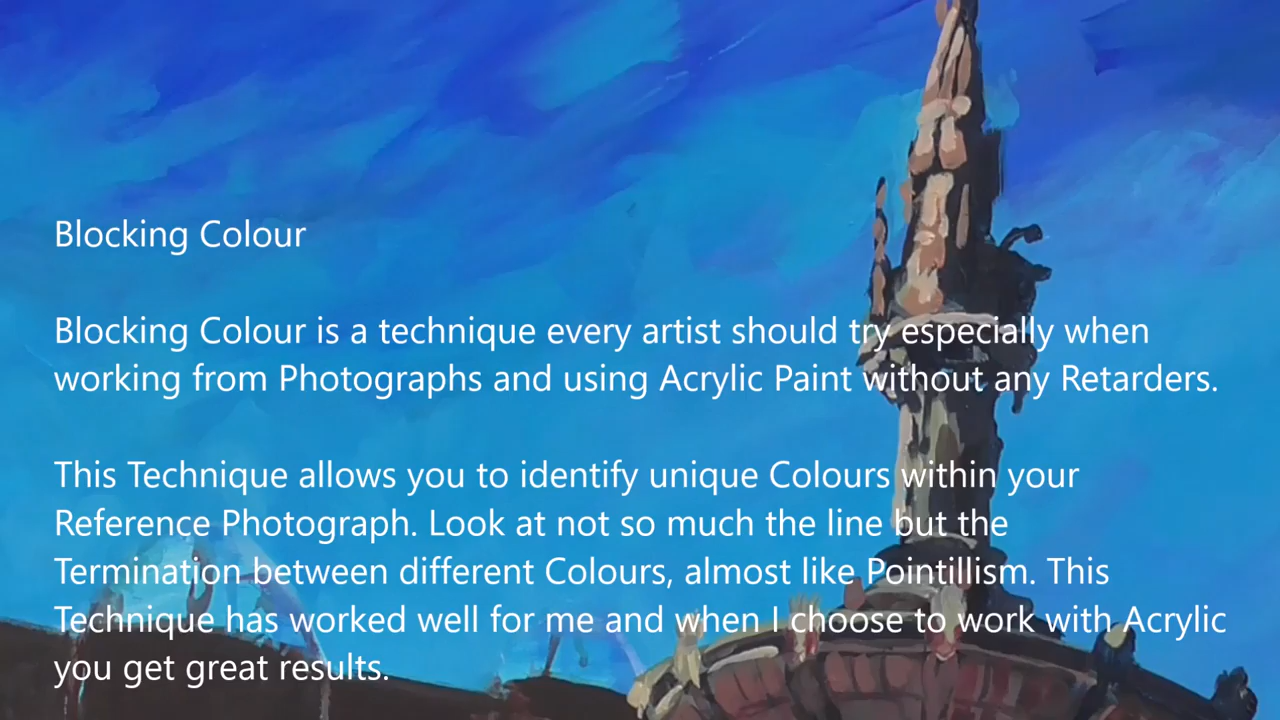 Blocking Colour
Blocking Colour is a technique every artist should try especially when
working from Photographs and using Acrylic Paint without any Retarders.
This Technique allows you to identify unique Colours within your
Reference Photograph. Look at not so much the line but the
Termination between different Colours, almost like Pointillism. This
Technique has worked well for me and when I choose to work with Acrylic
you get great results.